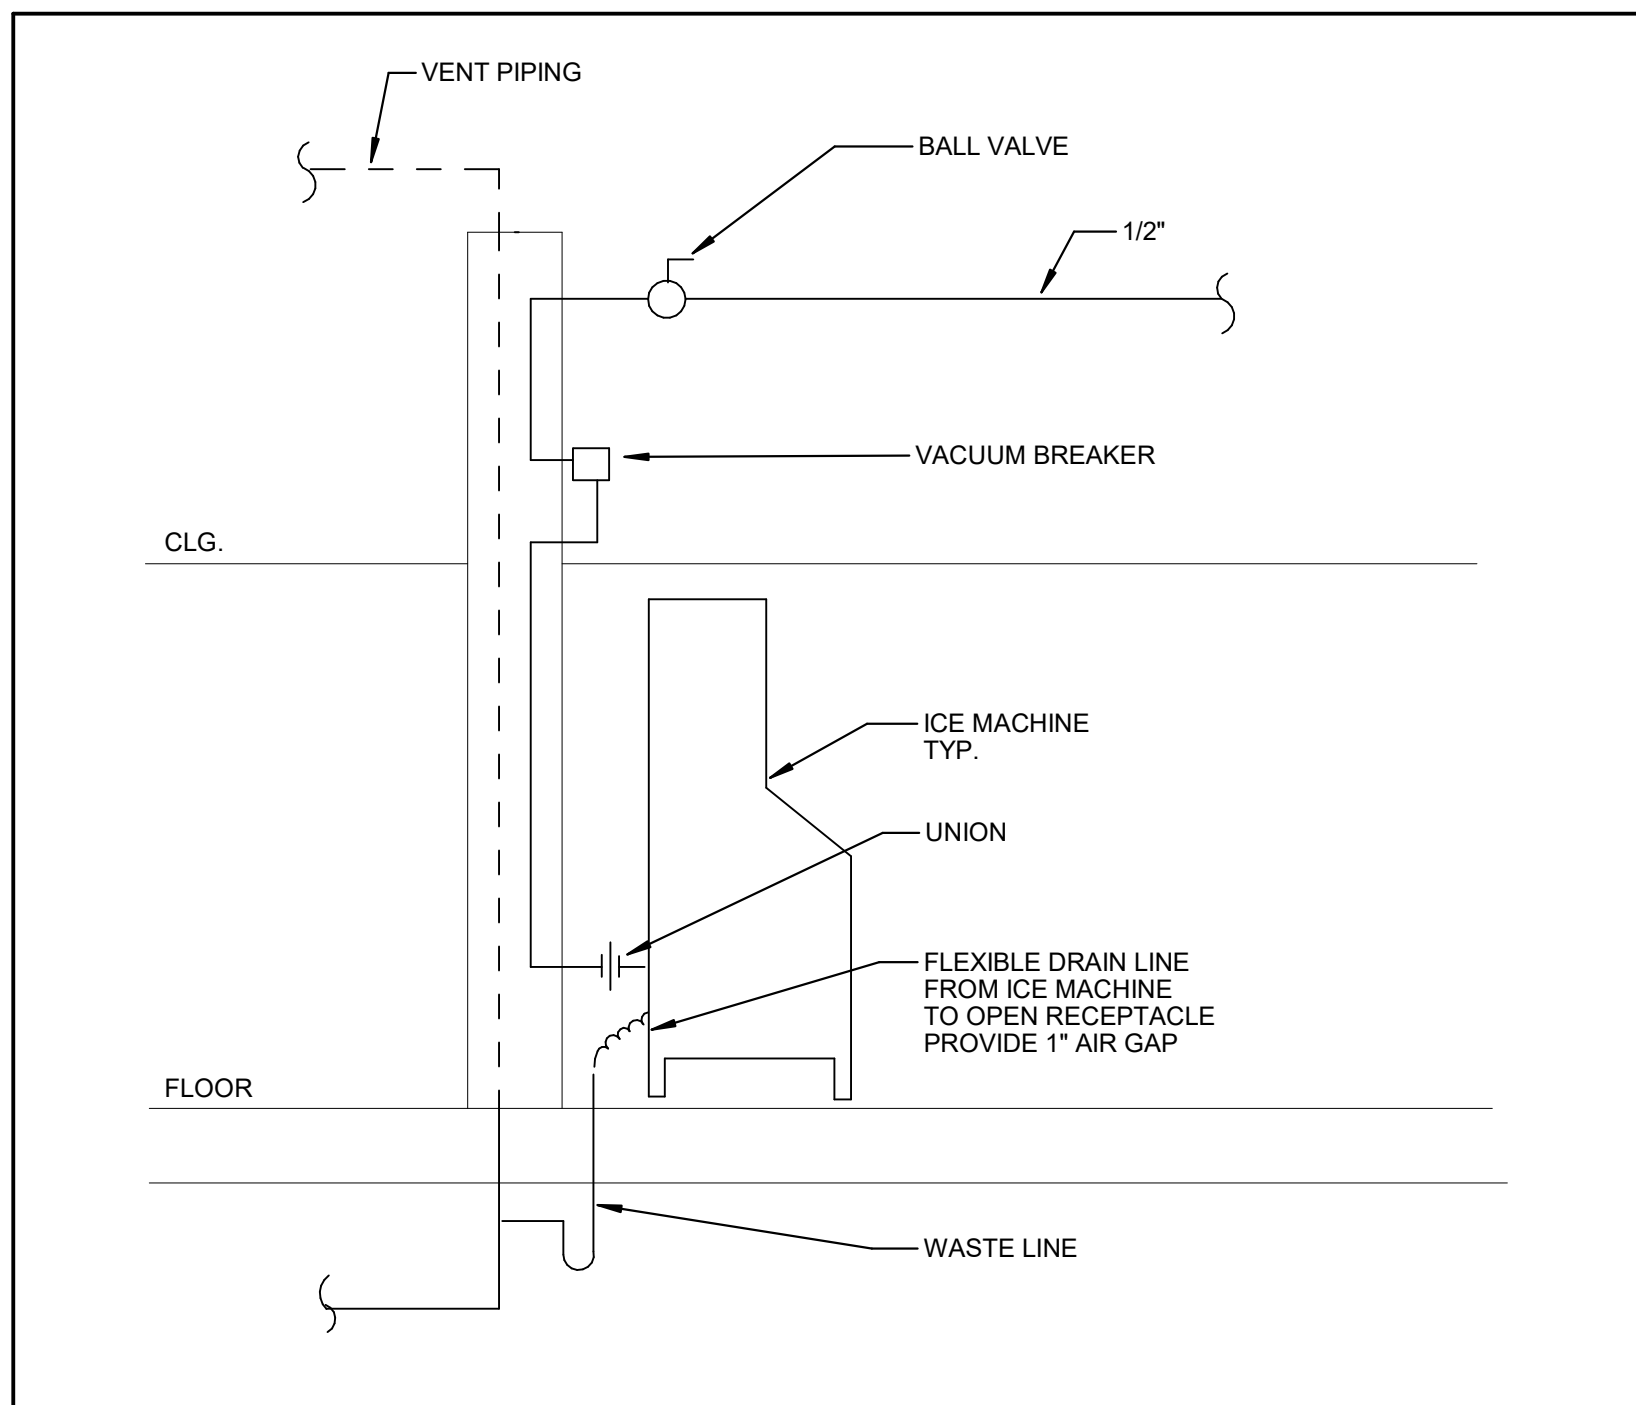 VENT PIPING
BALL VALVE
1/2"
VACUUM BREAKER
CLG.
ICE MACHINE
TYP.
UNION
FLEXIBLE DRAIN LINE
FROM ICE MACHINE
TO OPEN RECEPTACLE
PROVIDE 1" AIR GAP
FLOOR
WASTE LINE